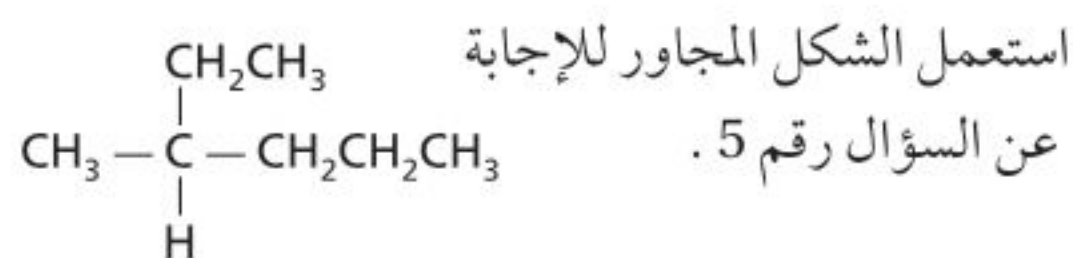 استعمل الشكل المجاور للإجابة
عن السؤال رقم 5 .
CH₂CH₃
CH₃ — C — CH₂CH₂CH₃
H